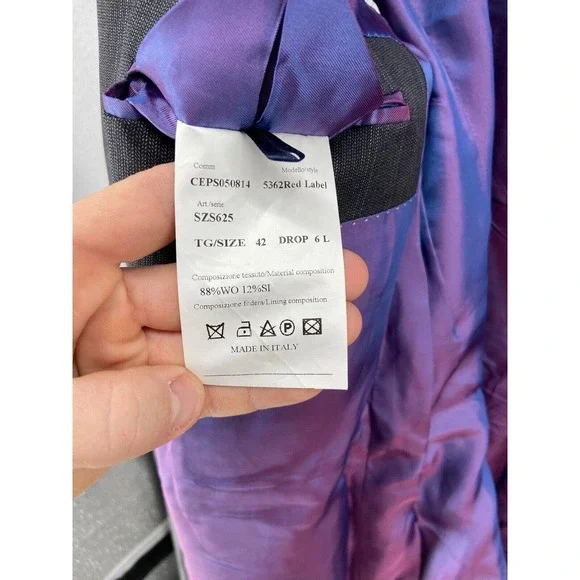 Comm Modello/style
CEPS050814 5362Red Label
Art./serie
SZS625
TG/SIZE 42 DROP 6 L
Composizione tessuto/Material composition
88%WO 12%SI
Composizione fodera/Lining composition
P
MADE IN ITALY